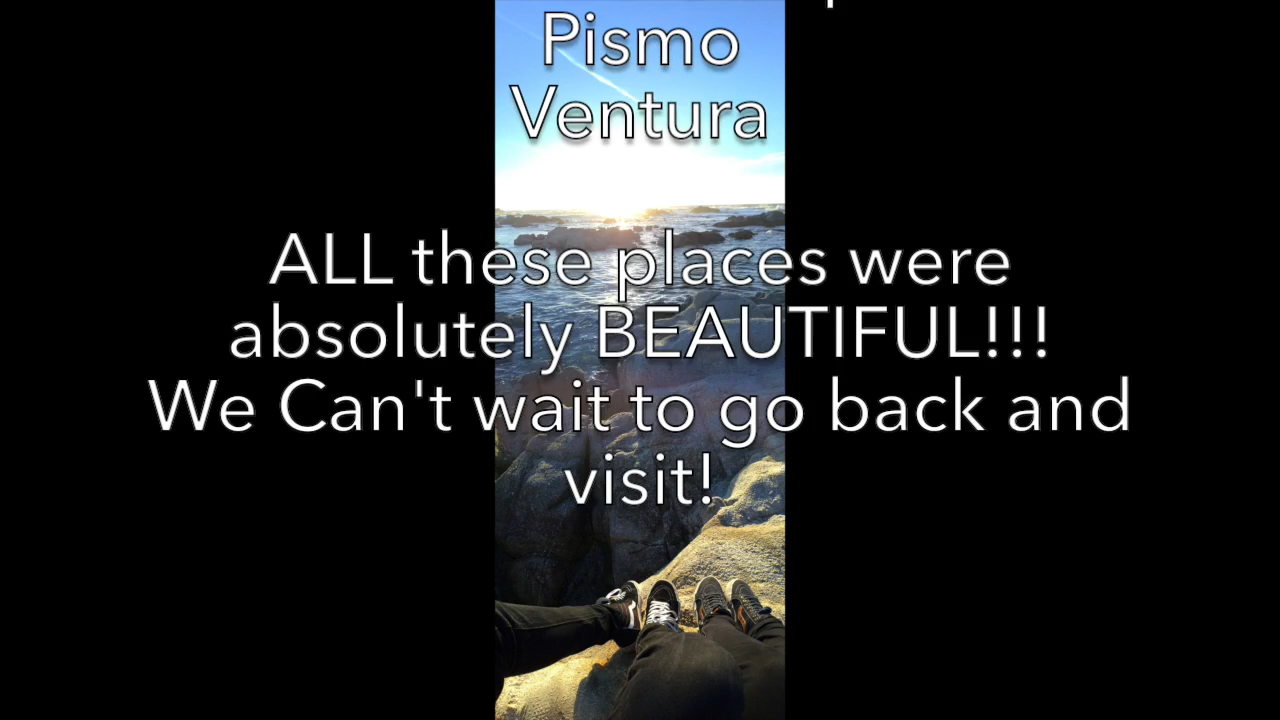 Pismo
Ventura
ALL these places were
absolutely BEAUTIFUL!!!
We Can't wait to go back and
visit!